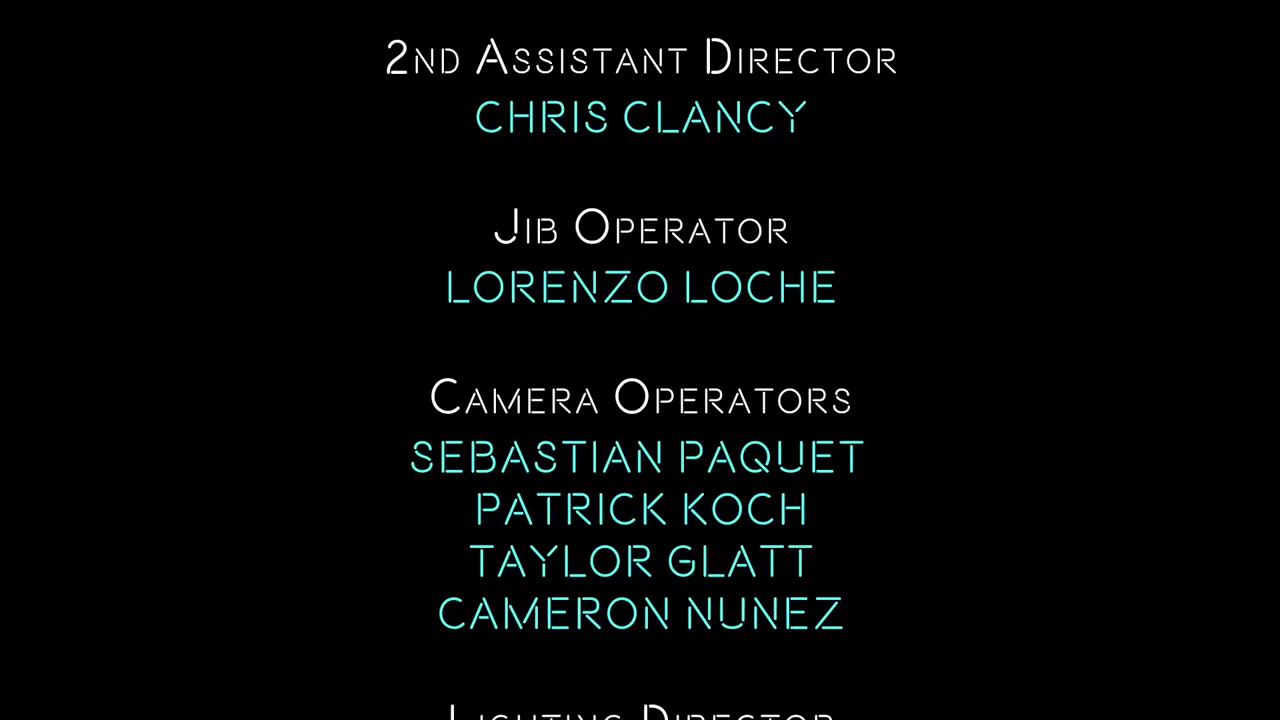 2nd Assistant Director
CHRIS CLANCY
Jib Operator
LORENZO LOCHE
Camera Operators
SEBASTIAN PAQUET
PATRICK KOCH
TAYLOR GLATT
CAMERON NUNEZ
Lighting Director